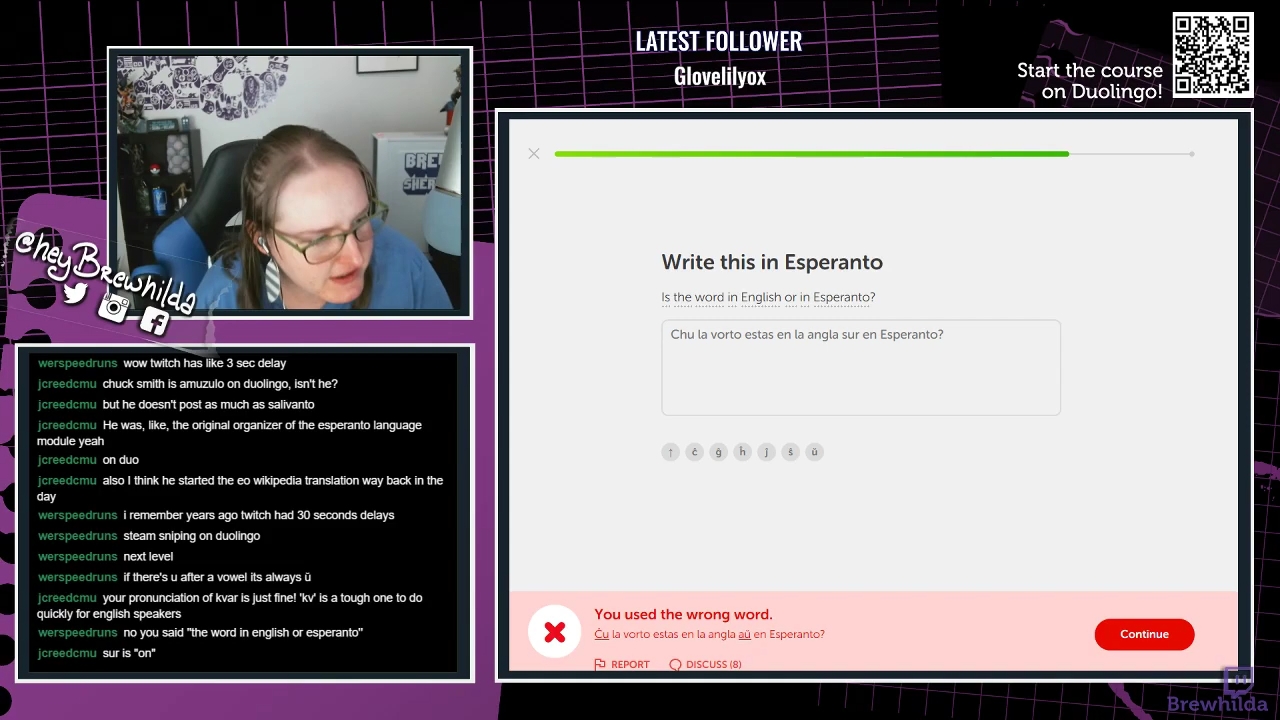 LATEST FOLLOWER
Glovelilyox
Start the course
on Duolingo!
BREW
SHER
@heyBrewhilda
Write this in Esperanto
Is the word in English or in Esperanto?
Chu la vorto estas en la angla sur en Esperanto?
↑ ĉ ĝ ĥ ĵ ŝ ŭ
You used the wrong word.
Ĉu la vorto estas en la angla aŭ en Esperanto?
REPORT DISCUSS (8)
Continue
werspeedruns wow twitch has like 3 sec delay
jcreedcmu chuck smith is amuzulo on duolingo, isn't he?
jcreedcmu but he doesn't post as much as salivanto
jcreedcmu He was, like, the original organizer of the esperanto language
module yeah
jcreedcmu on duo
jcreedcmu also I think he started the eo wikipedia translation way back in the
day
werspeedruns i remember years ago twitch had 30 seconds delays
werspeedruns steam sniping on duolingo
werspeedruns next level
werspeedruns if there's u after a vowel its always ŭ
jcreedcmu your pronunciation of kvar is just fine! 'kv' is a tough one to do
quickly for english speakers
werspeedruns no you said "the word in english or esperanto"
jcreedcmu sur is "on"
Brewhilda